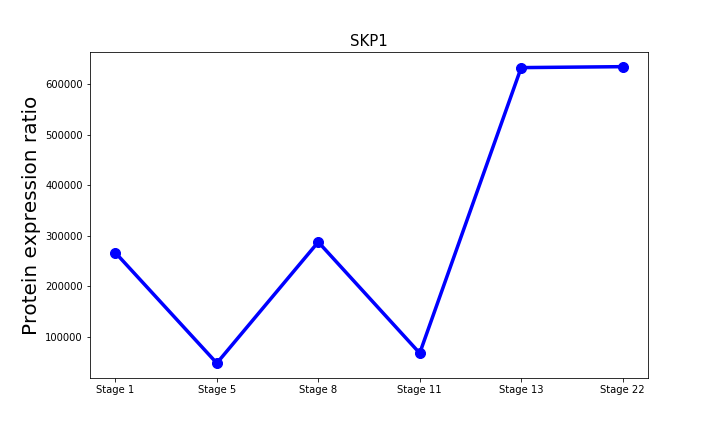 SKP1
Protein expression ratio
600000
500000
400000
300000
200000
100000
Stage 1 Stage 5 Stage 8 Stage 11 Stage 13 Stage 22